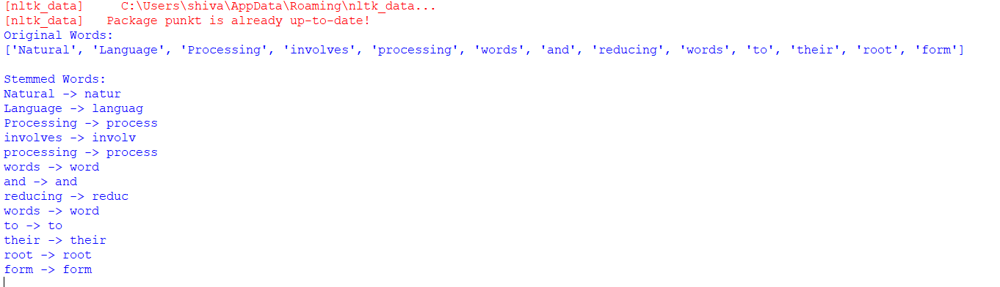 [nltk_data]     C:\Users\shiva\AppData\Roaming\nltk_data...
[nltk_data]   Package punkt is already up-to-date!
Original Words:
['Natural', 'Language', 'Processing', 'involves', 'processing', 'words', 'and', 'reducing', 'words', 'to', 'their', 'root', 'form']
Stemmed Words:
Natural -> natur
Language -> languag
Processing -> process
involves -> involv
processing -> process
words -> word
and -> and
reducing -> reduc
words -> word
to -> to
their -> their
root -> root
form -> form